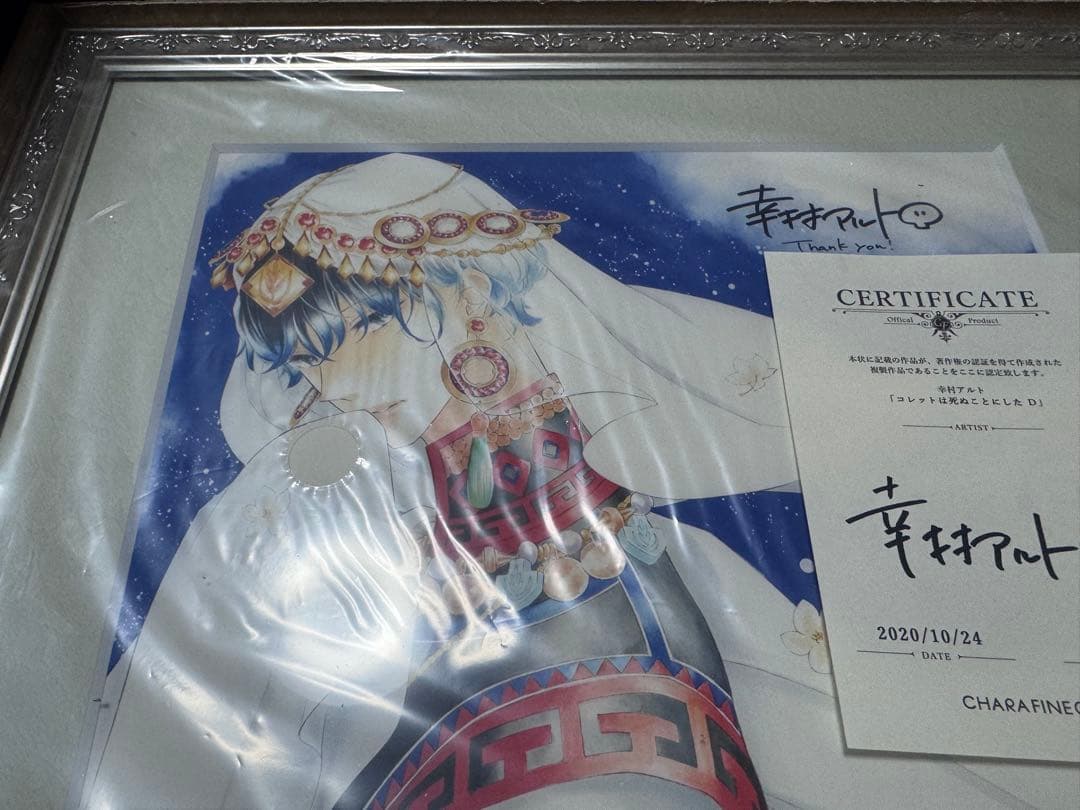 幸村アルト
Thank you!
CERTIFICATE
Offical Product
本状に記載の作品が、著作権の認証を得て作成された
複製作品であることをここに認定致します。
幸村アルト
「コレットは死ぬことにした D」
ARTIST
幸村アルト
2020/10/24
DATE
CHARAFINEG